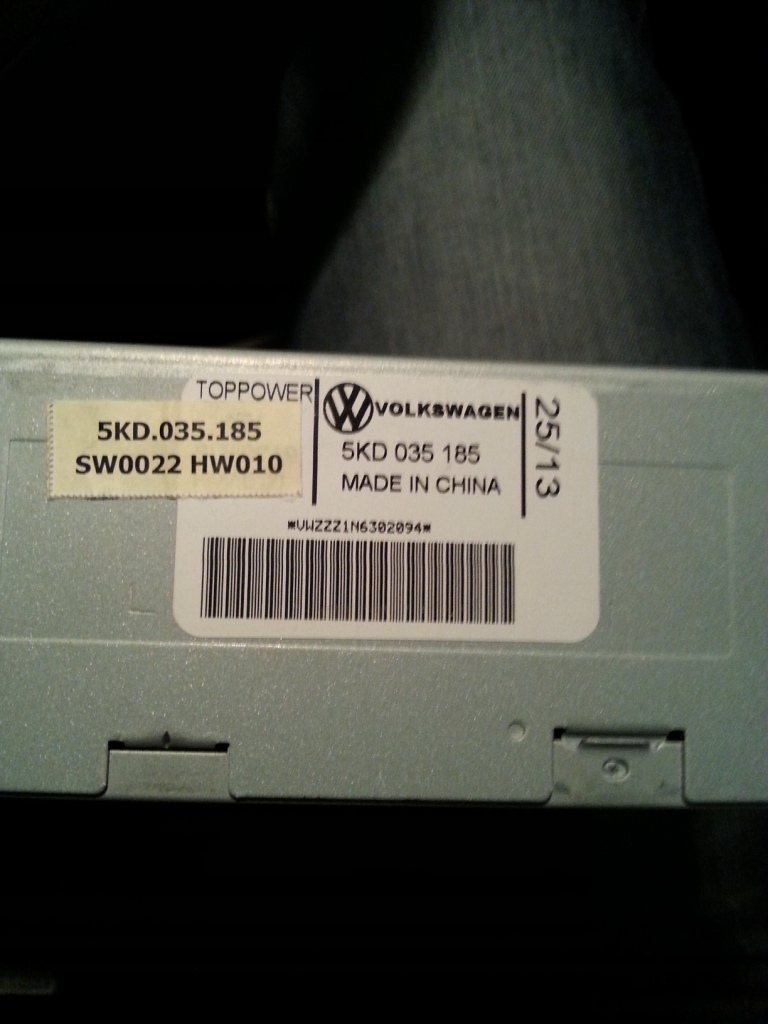 TOPPOWER
5KD.035.185
SW0022 HW010
VOLKSWAGEN
5KD 035 185
MADE IN CHINA
25/13
*VWZZZ1N6302094*